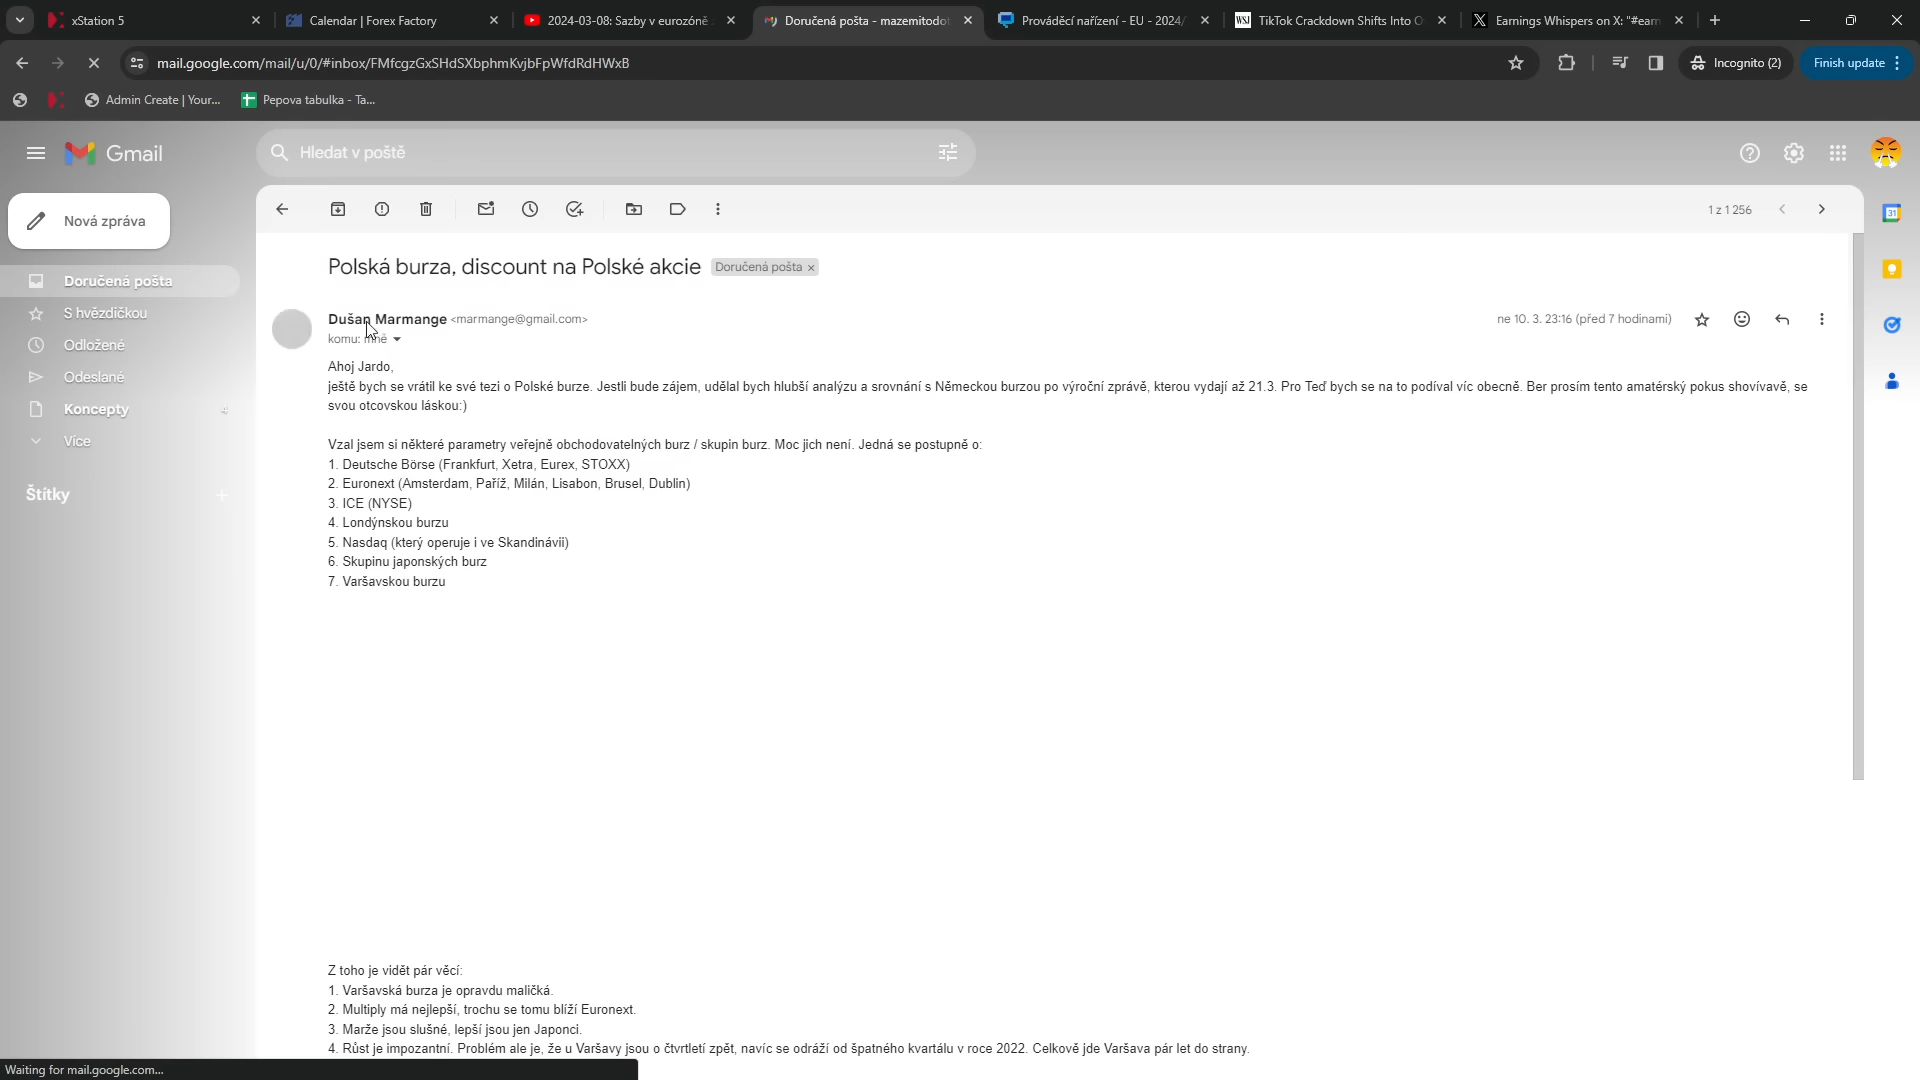 xStation 5
Calendar | Forex Factory
2024-03-08: Sazby v eurozóně
Doručená pošta - mazemitodot
Prováděcí nařízení - EU - 2024/
WSJ TikTok Crackdown Shifts Into O
Earnings Whispers on X: "#earn
mail.google.com/mail/u/0/#inbox/FMfcgzGxSHdSXbphmKvjbFpWfdRdHWxB
Incognito (2)
Finish update
Admin Create | Your...
Pepova tabulka - Ta...
Gmail
Hledat v poště
Nová zpráva
1 z 1 256
Doručená pošta
S hvězdičkou
Odložené
Odeslané
Koncepty 4
Více
Štítky
31
Polská burza, discount na Polské akcie Doručená pošta x
Dušan Marmange <marmange@gmail.com>
ne 10. 3. 23:16 (před 7 hodinami)
komu: mně
Ahoj Jardo,
ještě bych se vrátil ke své tezi o Polské burze. Jestli bude zájem, udělal bych hlubší analýzu a srovnání s Německou burzou po výroční zprávě, kterou vydají až 21.3. Pro Teď bych se na to podíval víc obecně. Ber prosím tento amatérský pokus shovívavě, se
svou otcovskou láskou:)
Vzal jsem si některé parametry veřejně obchodovatelných burz / skupin burz. Moc jich není. Jedná se postupně o:
1. Deutsche Börse (Frankfurt, Xetra, Eurex, STOXX)
2. Euronext (Amsterdam, Paříž, Milán, Lisabon, Brusel, Dublin)
3. ICE (NYSE)
4. Londýnskou burzu
5. Nasdaq (který operuje i ve Skandinávii)
6. Skupinu japonských burz
7. Varšavskou burzu
Z toho je vidět pár věcí:
1. Varšavská burza je opravdu maličká.
2. Multiply má nejlepší, trochu se tomu blíží Euronext.
3. Marže jsou slušné, lepší jsou jen Japonci.
4. Růst je impozantní. Problém ale je, že u Varšavy jsou o čtvrtletí zpět, navíc se odráží od špatného kvartálu v roce 2022. Celkově jde Varšava pár let do strany.
Waiting for mail.google.com...